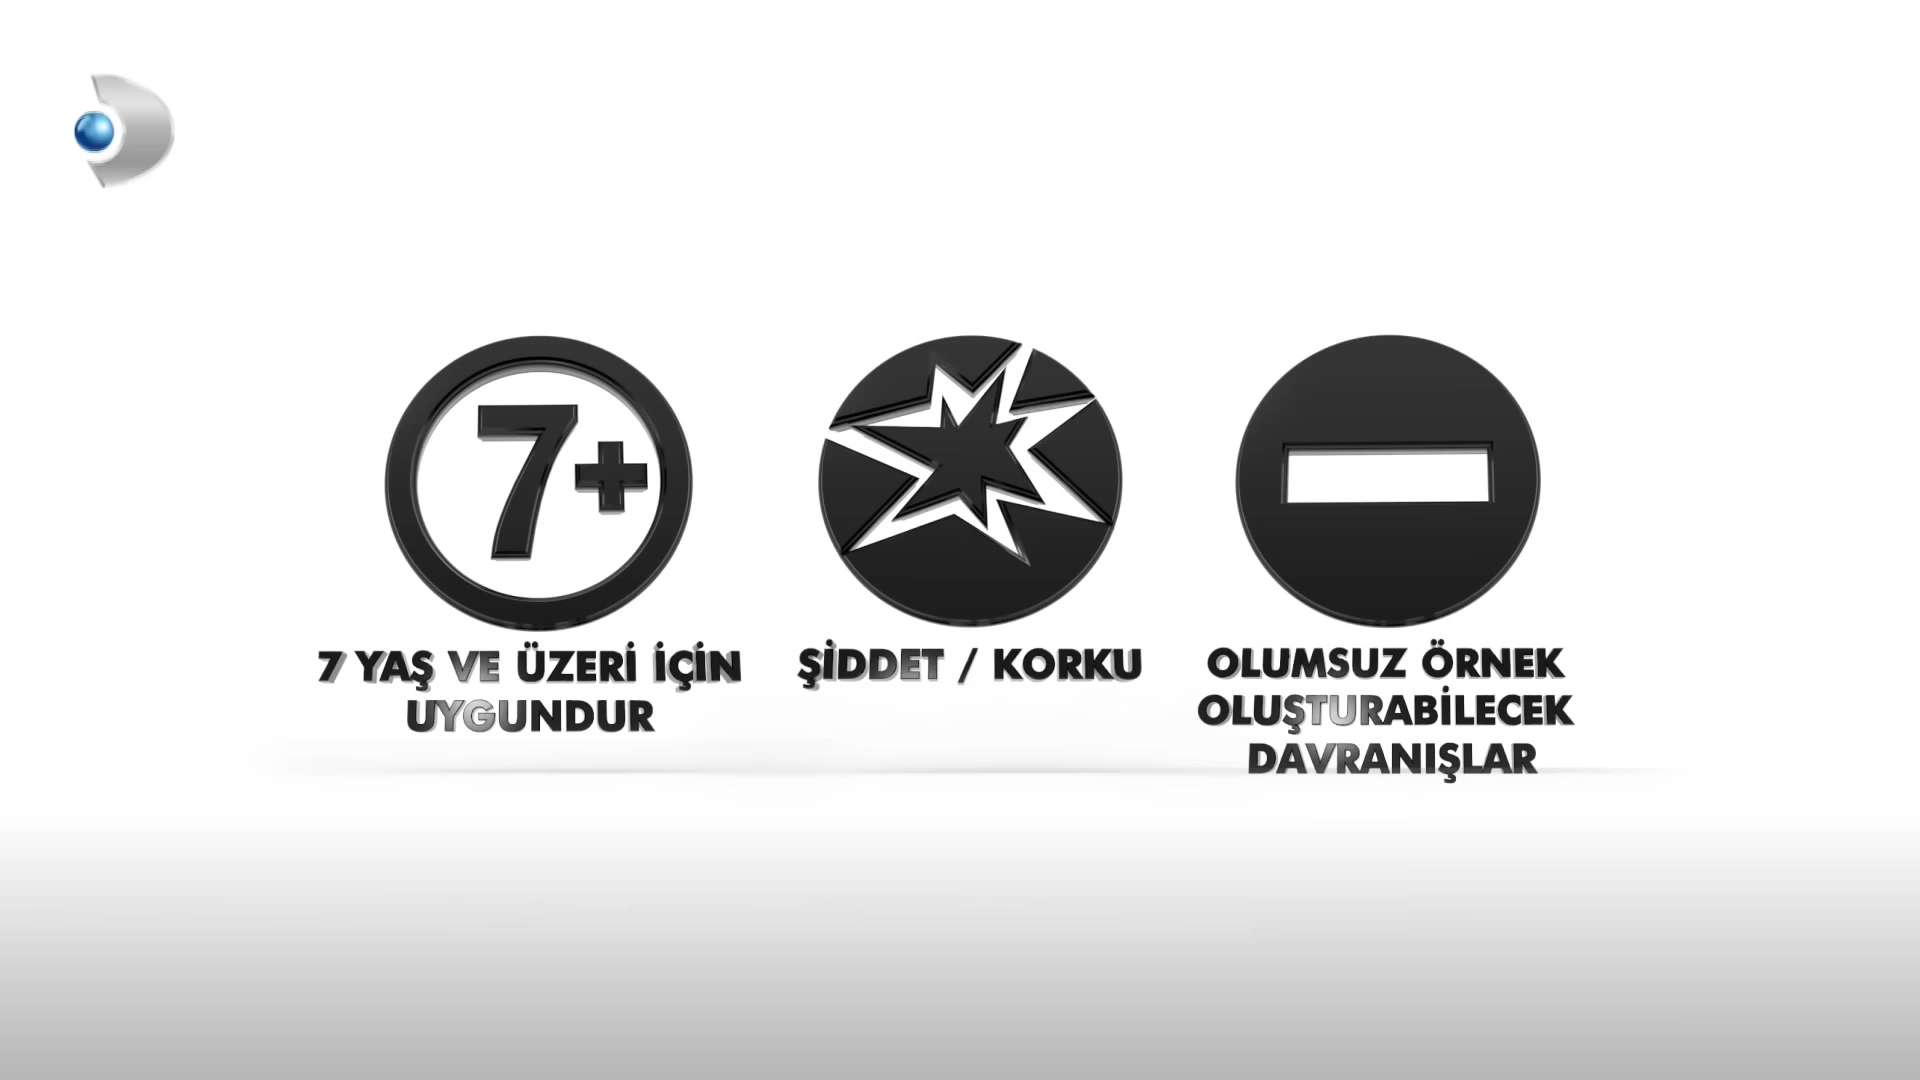 7+
7 YAŞ VE ÜZERİ İÇİN
UYGUNDUR
ŞİDDET / KORKU
OLUMSUZ ÖRNEK
OLUŞTURABİLECEK
DAVRANIŞLAR